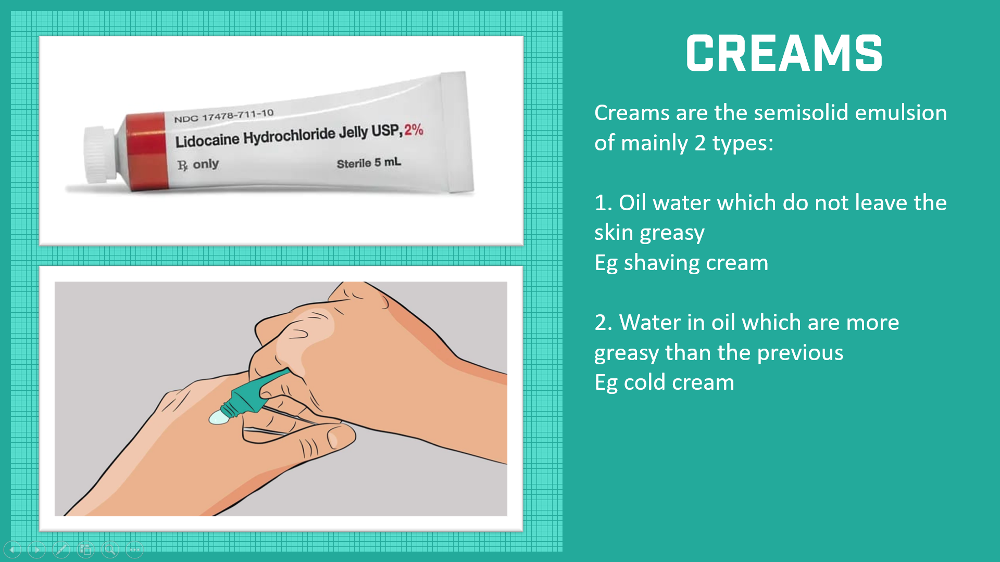 NDC 17478-711-10
Lidocaine Hydrochloride Jelly USP, 2%
Rx only
Sterile 5 mL
CREAMS
Creams are the semisolid emulsion
of mainly 2 types:
1. Oil water which do not leave the
skin greasy
Eg shaving cream
2. Water in oil which are more
greasy than the previous
Eg cold cream